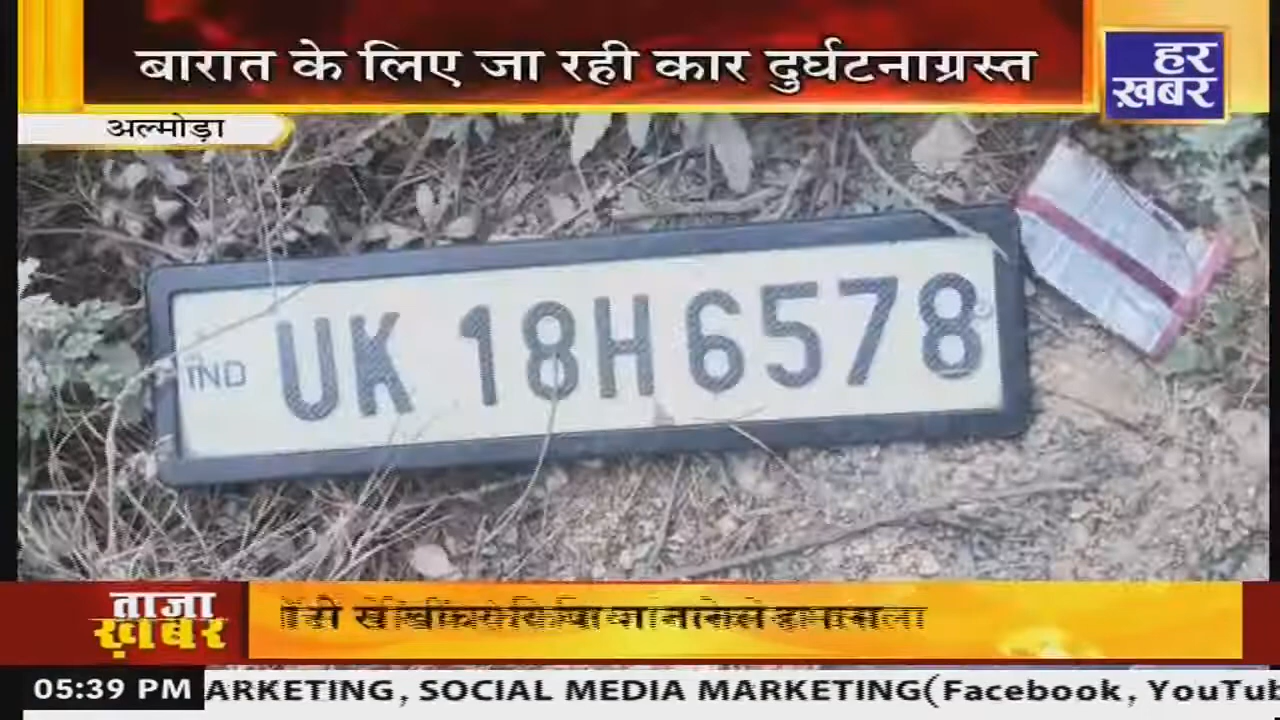 बारात के लिए जा रही कार दुर्घटनाग्रस्त
हर
ख़बर
अल्मोड़ा
IND UK 18H6578
ताज़ा
ख़बर
05:39 PM ARKETING, SOCIAL MEDIA MARKETING(Facebook, YouTub